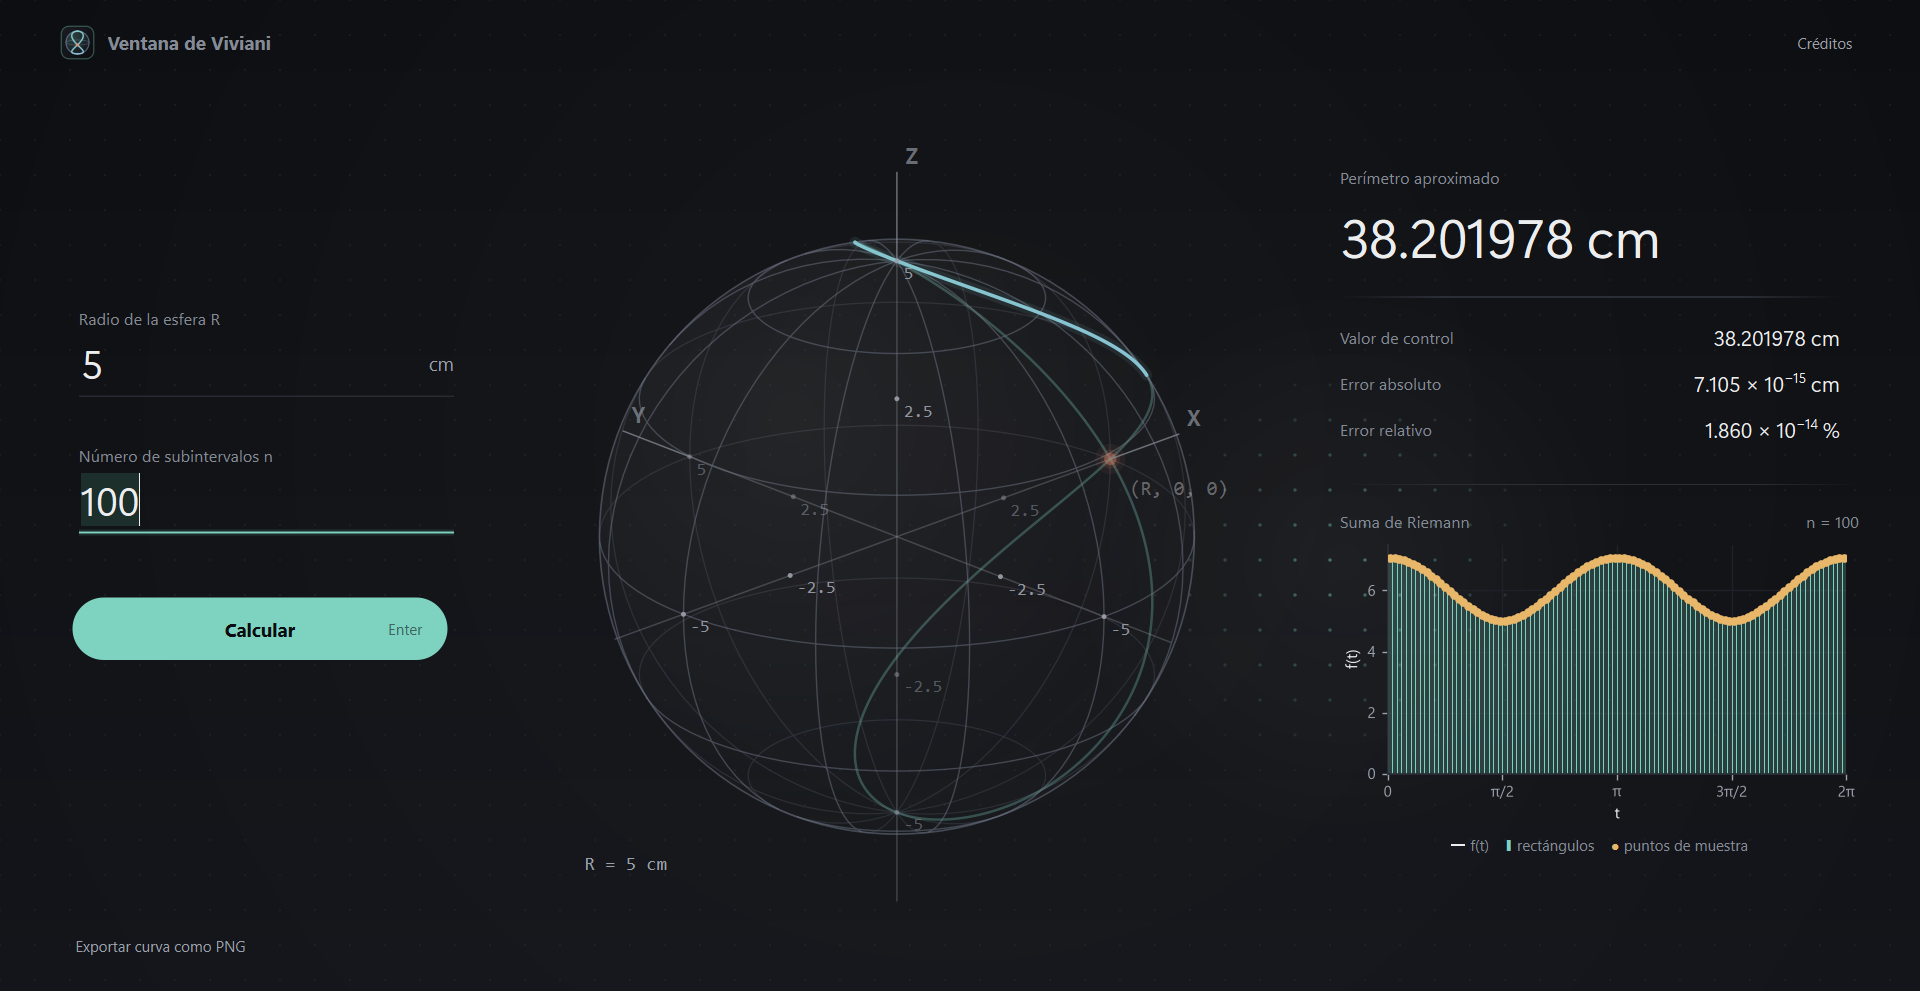 Ventana de Viviani
Créditos
Radio de la esfera R
5 cm
Número de subintervalos n
100
Calcular Enter
Exportar curva como PNG
Z
5
2.5
Y
X
5
(R, 0, 0)
2.5
2.5
-2.5
-2.5
-5
-5
-2.5
-5
R = 5 cm
Perímetro aproximado
38.201978 cm
Valor de control 38.201978 cm
Error absoluto 7.105 × 10⁻¹⁵ cm
Error relativo 1.860 × 10⁻¹⁴ %
Suma de Riemann n = 100
6
4
f(t)
2
0
0 π/2 π 3π/2 2π
t
f(t) rectángulos puntos de muestra